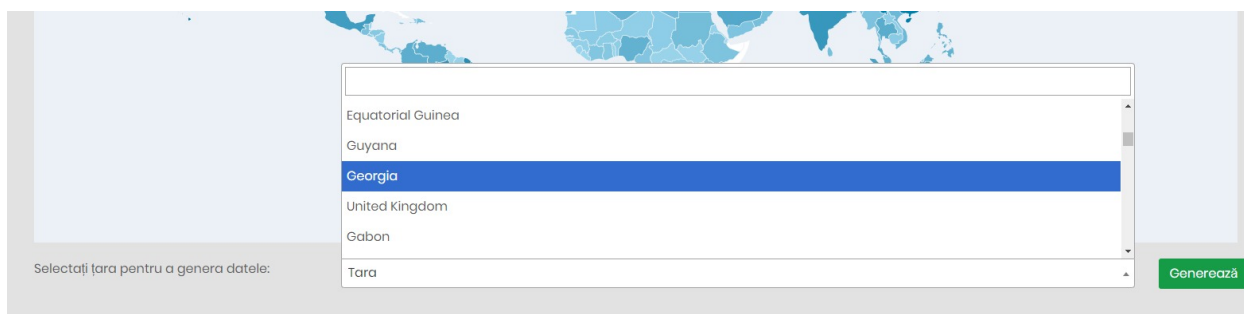 Equatorial Guinea
Guyana
Georgia
United Kingdom
Gabon
Selectați țara pentru a genera datele:
Tara
Generează